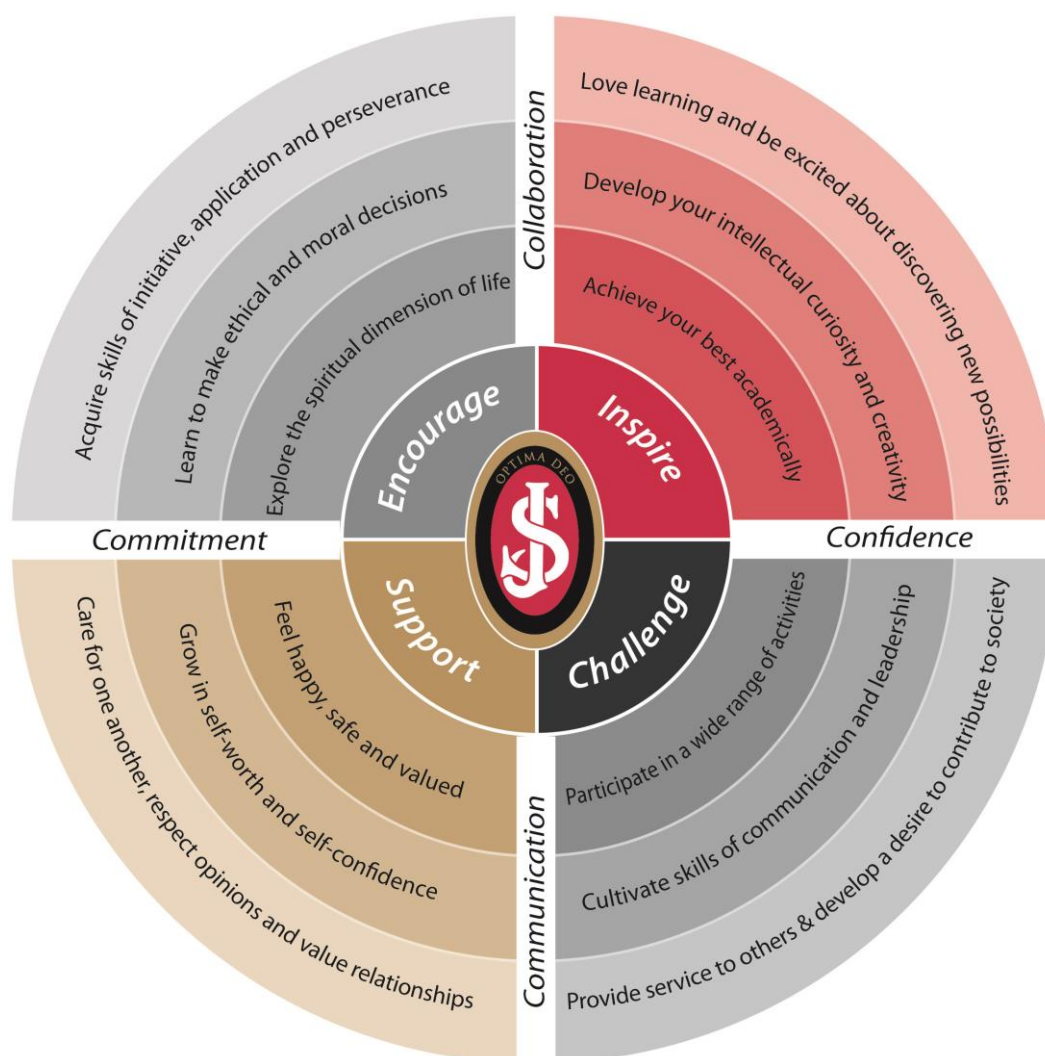 Collaboration
Acquire skills of initiative, application and perseverance
Learn to make ethical and moral decisions
Explore the spiritual dimension of life
Encourage
Love learning and be excited about discovering new possibilities
Develop your intellectual curiosity and creativity
Achieve your best academically
Inspire
OPTIMA DEO
Commitment
Confidence
Support
Feel happy, safe and valued
Grow in self-worth and self-confidence
Care for one another, respect opinions and value relationships
Challenge
Participate in a wide range of activities
Cultivate skills of communication and leadership
Provide service to others & develop a desire to contribute to society
Communication